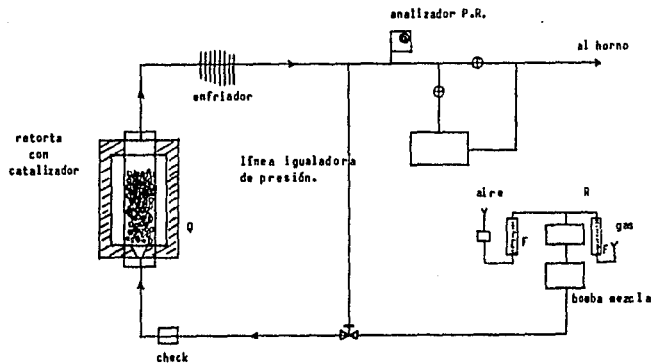 analizador P.R.
al horno
enfriador
retorta
con
catalizador
línea igualadora
de presión.
Q
aire
R
gas
F
F
bomba mezcla
check